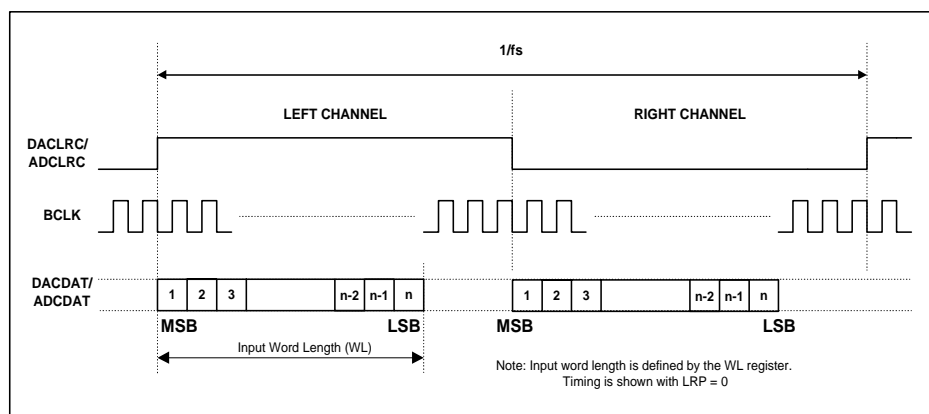 1/fs
LEFT CHANNEL RIGHT CHANNEL
DACLRC/
ADCLRC
BCLK
DACDAT/
ADCDAT
1 2 3 n-2 n-1 n 1 2 3 n-2 n-1 n
MSB LSB MSB LSB
Input Word Length (WL)
Note: Input word length is defined by the WL register.
Timing is shown with LRP = 0